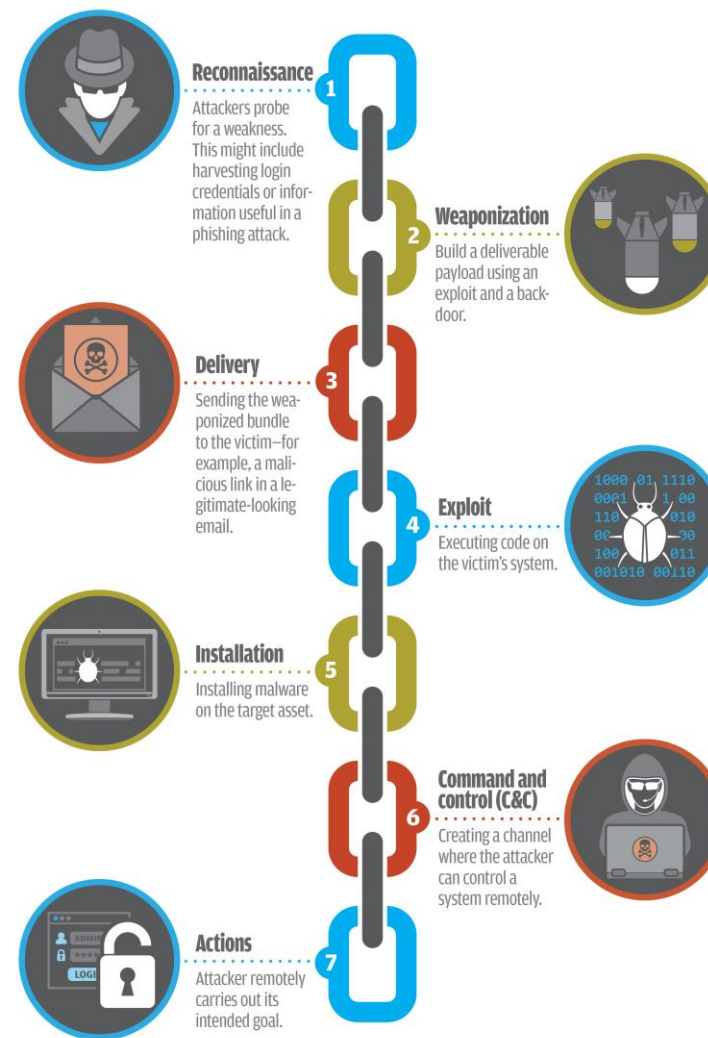 Reconnaissance
1
Attackers probe
for a weakness.
This might include
harvesting login
credentials or infor-
mation useful in a
phishing attack.
Weaponization
2
Build a deliverable
payload using an
exploit and a back-
door.
Delivery
3
Sending the wea-
ponized bundle
to the victim—for
example, a mali-
cious link in a le-
gitimate-looking
email.
1000 01 1110
0001 1 00
110 010
00 00
100 011
001010 00110
Exploit
4
Executing code on
the victim's system.
Installation
5
Installing malware
on the target asset.
Command and
control (C&C)
6
Creating a channel
where the attacker
can control a
system remotely.
ADMIN
****
LOGI
Actions
7
Attacker remotely
carries out its
intended goal.